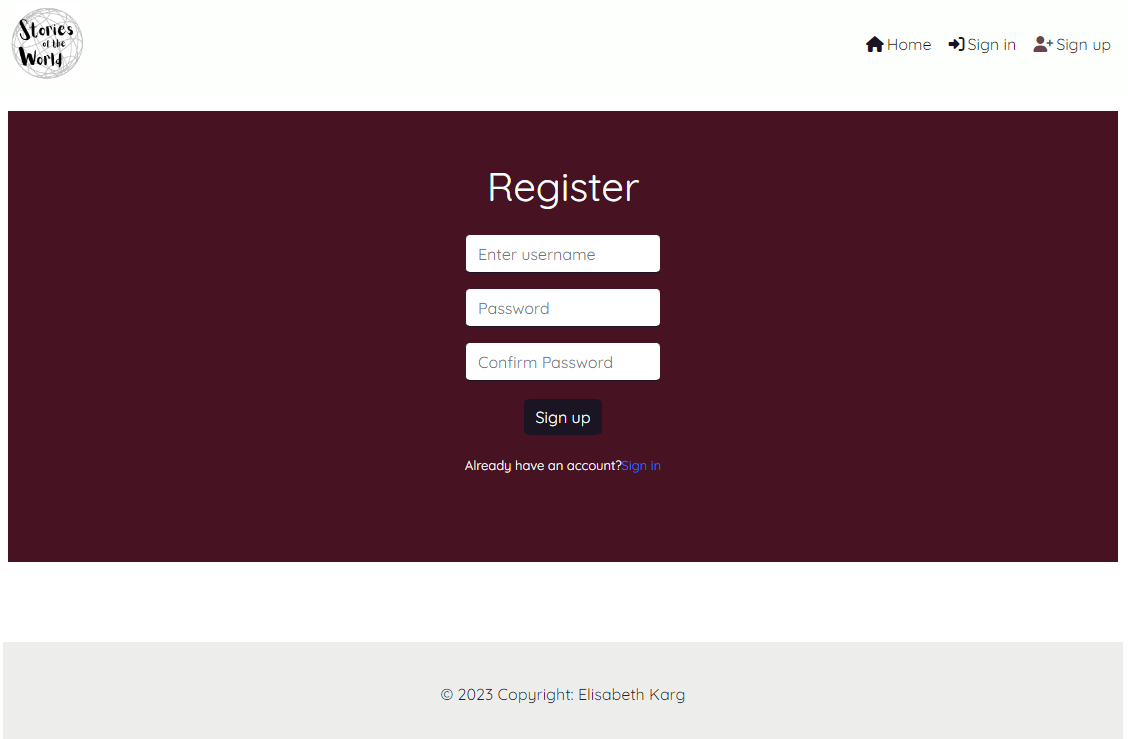 Stories
of the
World
Home Sign in Sign up
Register
Enter username
Password
Confirm Password
Sign up
Already have an account?Sign in
© 2023 Copyright: Elisabeth Karg